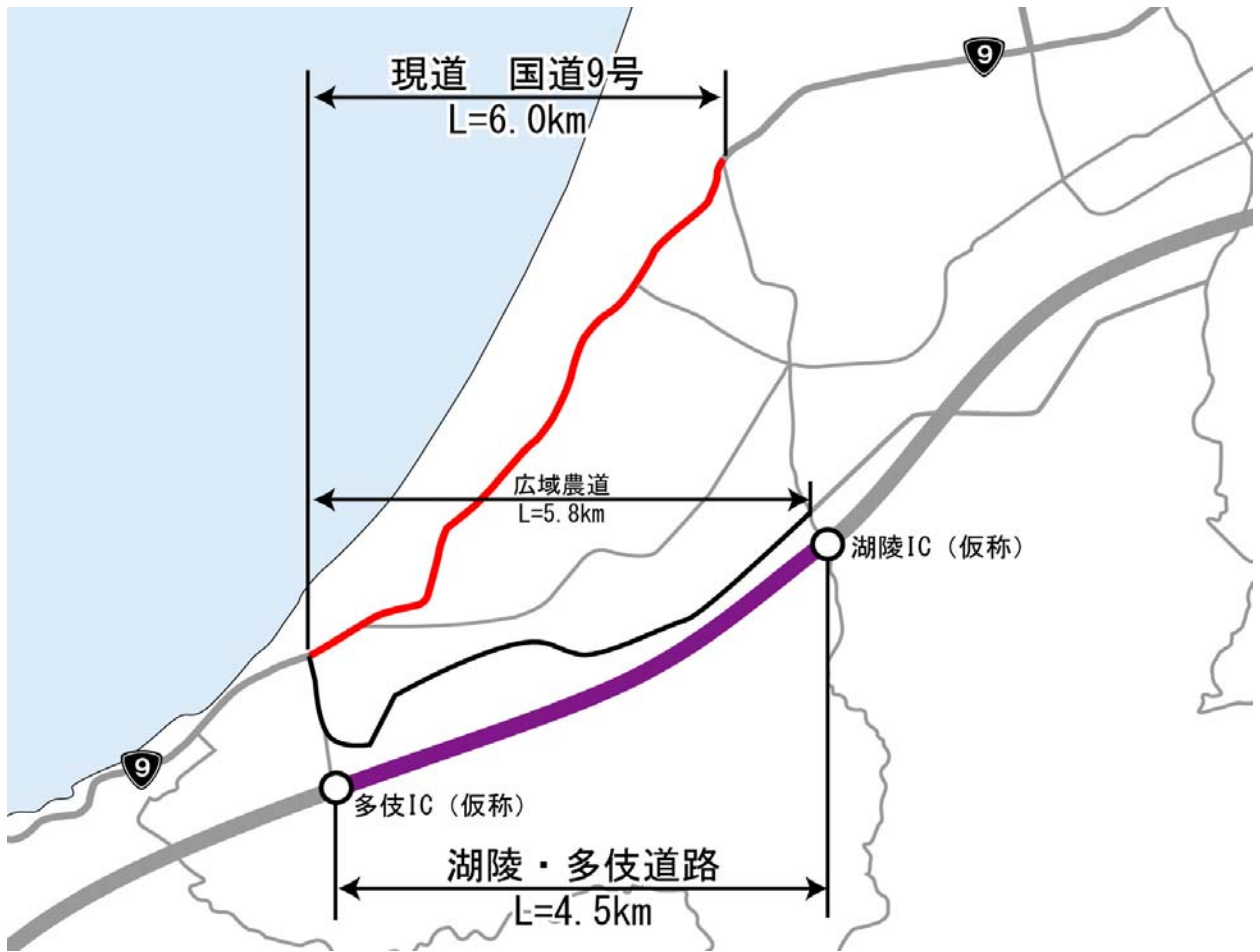 現道　国道9号
L=6.0km
9
広域農道
L=5.8km
湖陵IC（仮称）
9
多伎IC（仮称）
湖陵・多伎道路
L=4.5km